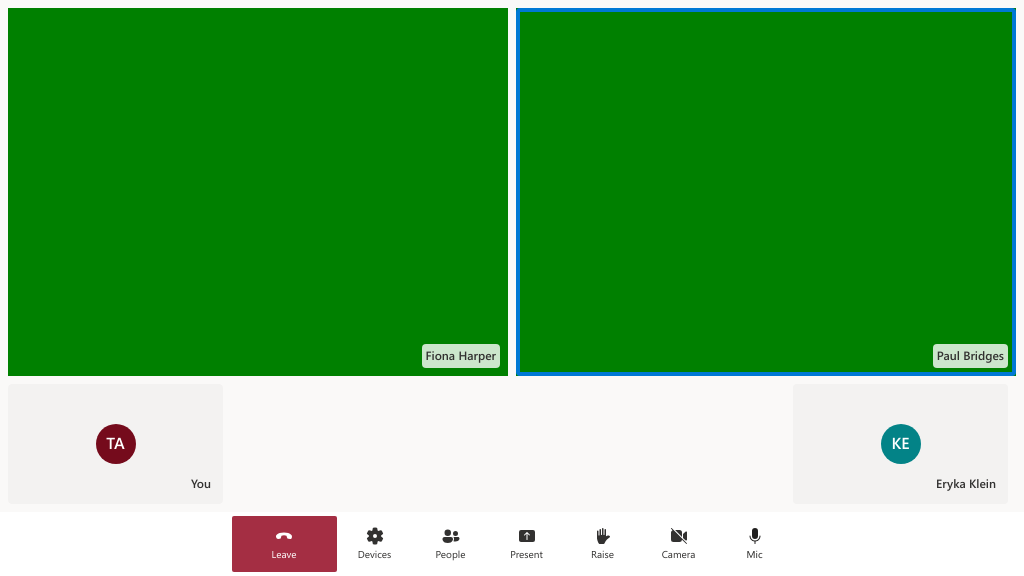 Fiona Harper
Paul Bridges
TA
You
KE
Eryka Klein
Leave
Devices
People
Present
Raise
Camera
Mic